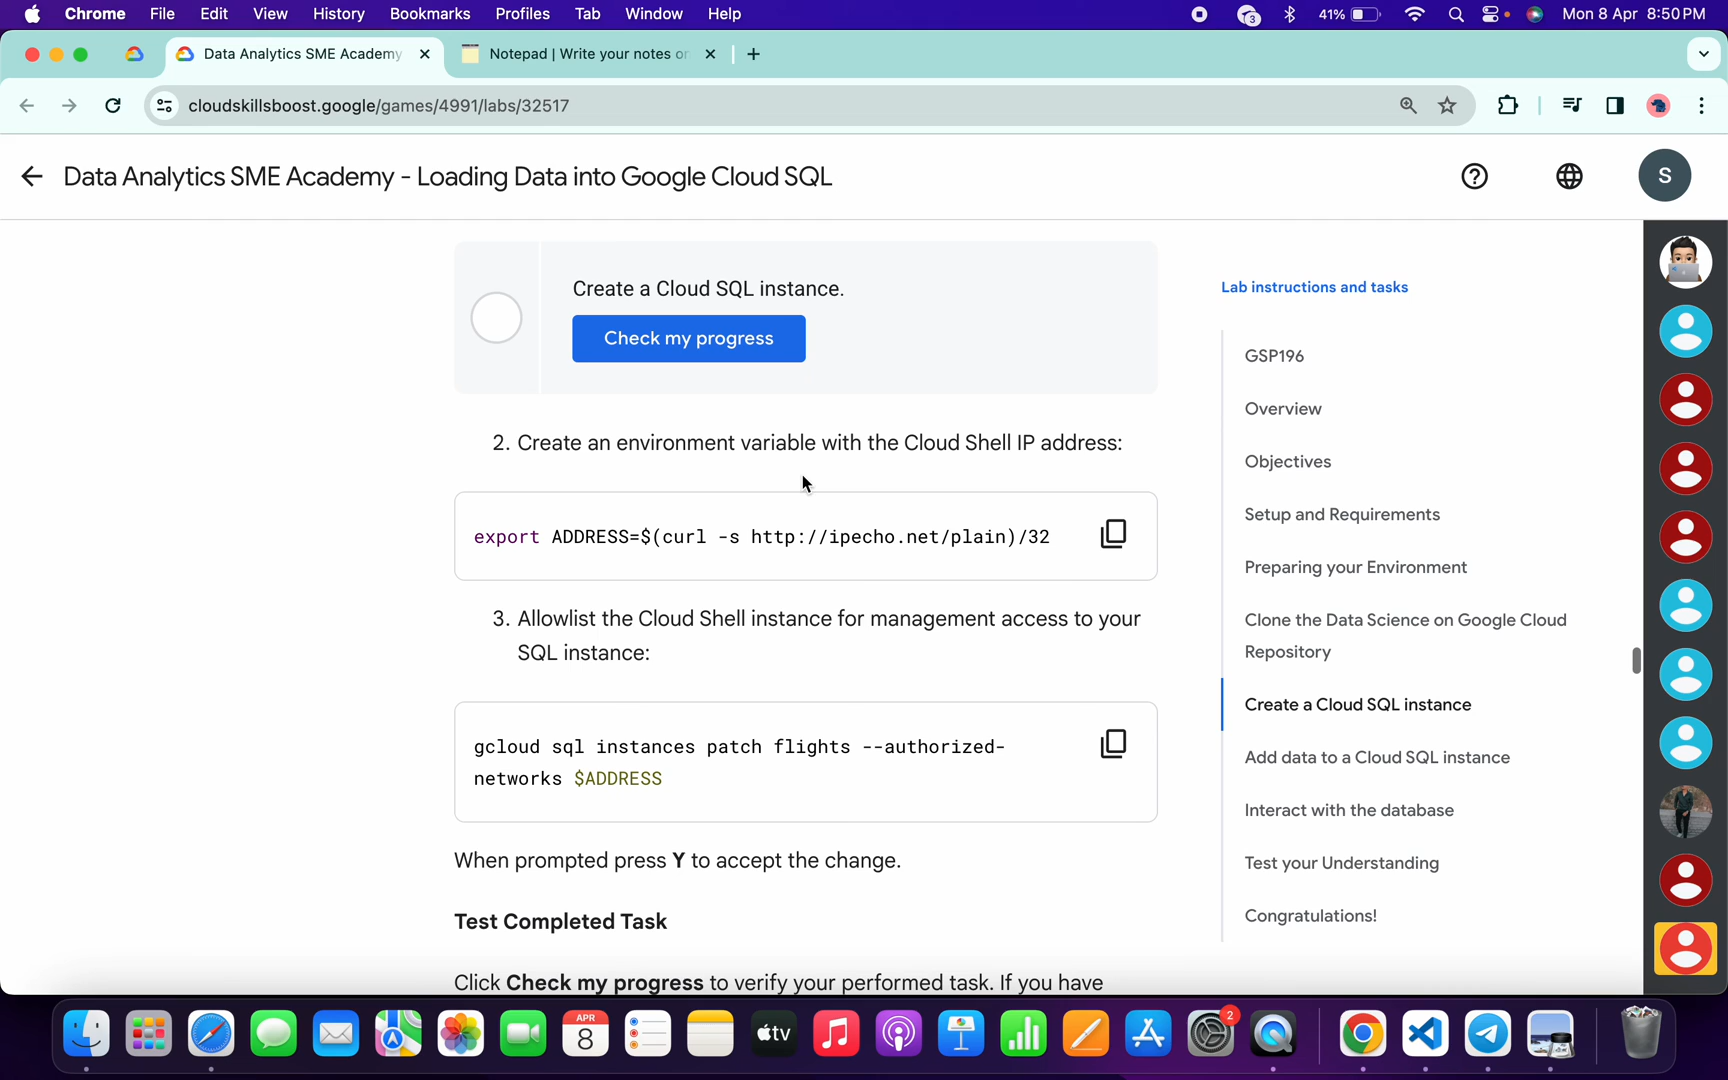 Chrome File Edit View History Bookmarks Profiles Tab Window Help 3 41% Mon 8 Apr 8:50 PM
Data Analytics SME Academy Notepad | Write your notes or
cloudskillsboost.google/games/4991/labs/32517
Data Analytics SME Academy - Loading Data into Google Cloud SQL S
Create a Cloud SQL instance.
Check my progress
2. Create an environment variable with the Cloud Shell IP address:
export ADDRESS=$(curl -s http://ipecho.net/plain)/32
3. Allowlist the Cloud Shell instance for management access to your
SQL instance:
gcloud sql instances patch flights --authorized-
networks $ADDRESS
When prompted press Y to accept the change.
Test Completed Task
Click Check my progress to verify your performed task. If you have
Lab instructions and tasks
GSP196
Overview
Objectives
Setup and Requirements
Preparing your Environment
Clone the Data Science on Google Cloud
Repository
Create a Cloud SQL instance
Add data to a Cloud SQL instance
Interact with the database
Test your Understanding
Congratulations!
APR
8
tv
2